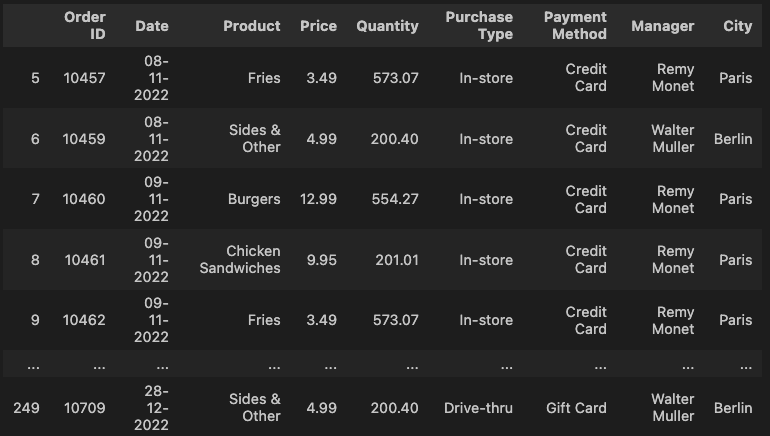 Order ID Date Product Price Quantity Purchase Type Payment Method Manager City
5 10457 08-11-2022 Fries 3.49 573.07 In-store Credit Card Remy Monet Paris
6 10459 08-11-2022 Sides & Other 4.99 200.40 In-store Credit Card Walter Muller Berlin
7 10460 09-11-2022 Burgers 12.99 554.27 In-store Credit Card Remy Monet Paris
8 10461 09-11-2022 Chicken Sandwiches 9.95 201.01 In-store Credit Card Remy Monet Paris
9 10462 09-11-2022 Fries 3.49 573.07 In-store Credit Card Remy Monet Paris
... ... ... ... ... ... ... ... ... ...
249 10709 28-12-2022 Sides & Other 4.99 200.40 Drive-thru Gift Card Walter Muller Berlin